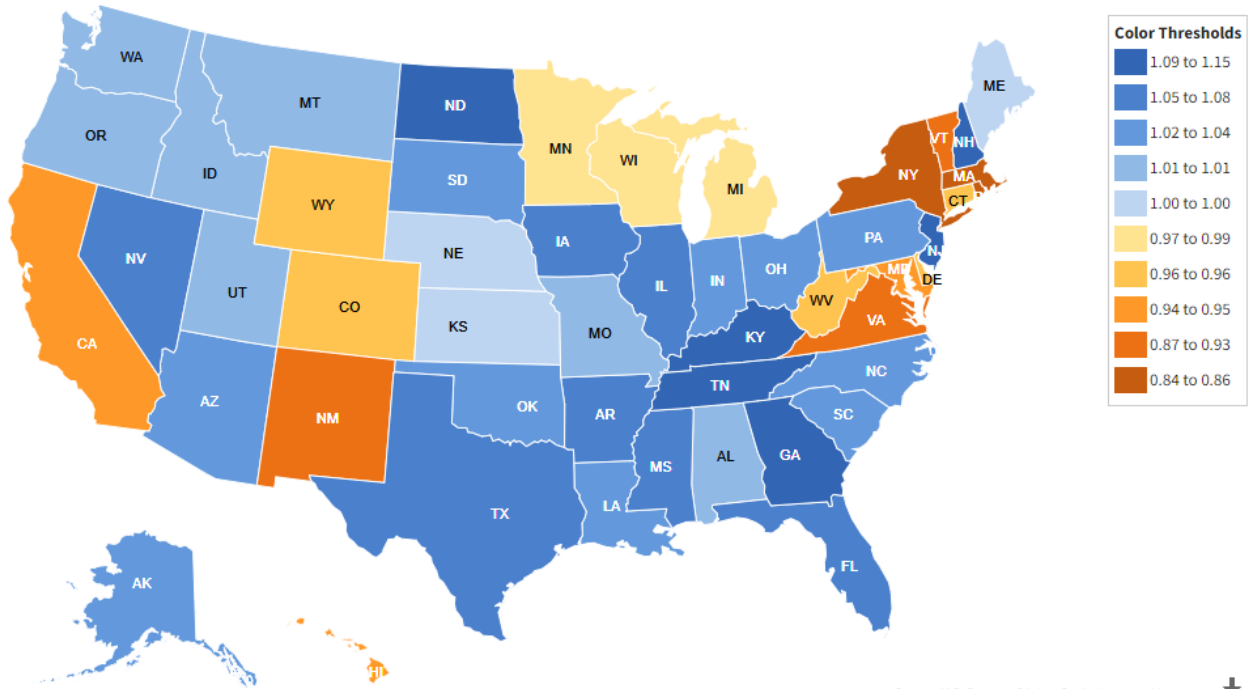 Color Thresholds
1.09 to 1.15
1.05 to 1.08
1.02 to 1.04
1.01 to 1.01
1.00 to 1.00
0.97 to 0.99
0.96 to 0.96
0.94 to 0.95
0.87 to 0.93
0.84 to 0.86
WA
MT
ND
ME
OR
MN
VT
NH
ID
SD
WI
NY
MA
WY
MI
CT
NE
IA
PA
NJ
NV
UT
CO
IL
IN
OH
MD
DE
KS
MO
WV
VA
CA
KY
AZ
NM
OK
AR
TN
NC
SC
MS
AL
GA
TX
LA
FL
AK
HI